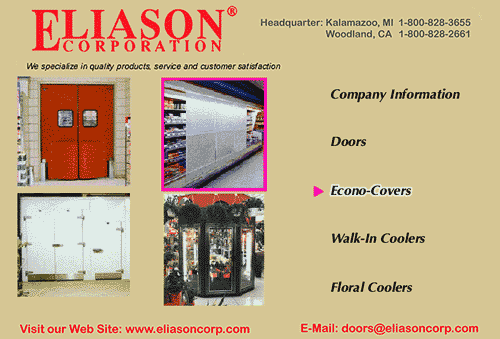 ELIASON®
CORPORATION
Headquarter: Kalamazoo, MI 1-800-828-3655
Woodland, CA 1-800-828-2661
We specialize in quality products, service and customer satisfaction
Company Information
Doors
Econo-Covers
Walk-In Coolers
Floral Coolers
Visit our Web Site: www.eliasoncorp.com
E-Mail: doors@eliasoncorp.com